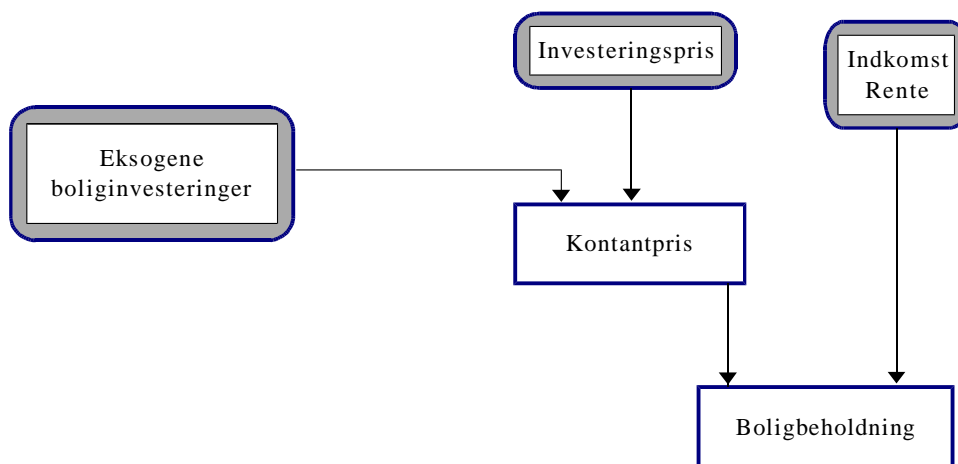 Investeringspris
Indkomst
Rente
Eksogene
boliginvesteringer
Kontantpris
Boligbeholdning